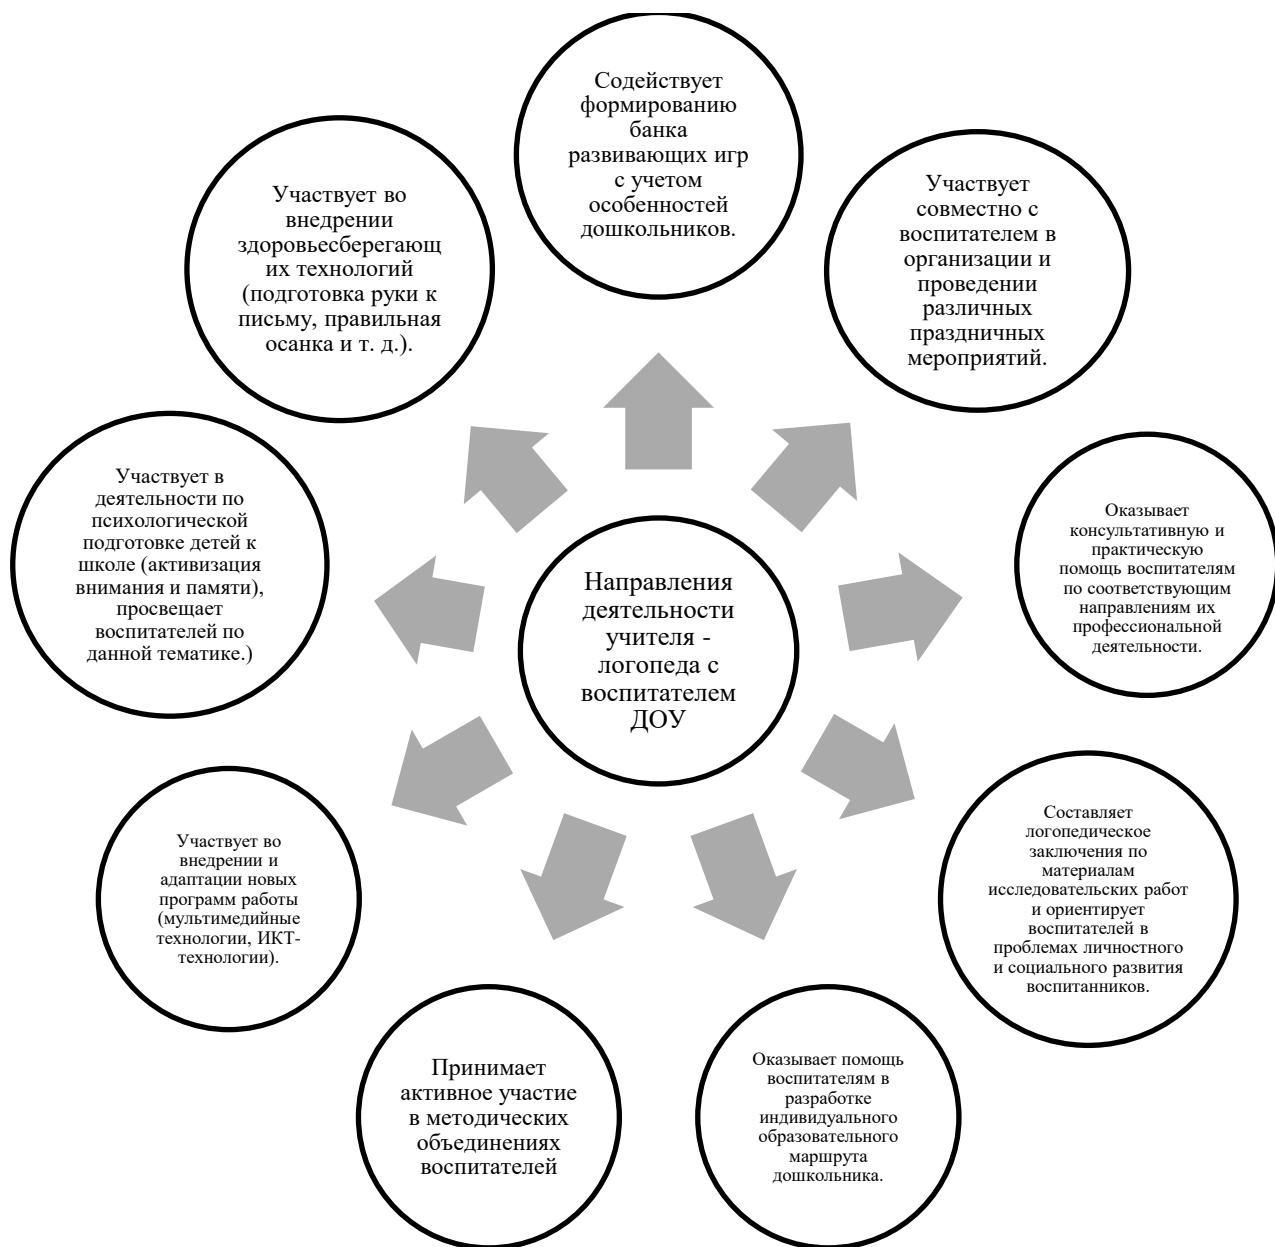 Содействует
формированию
банка
развивающих игр
с учетом
особенностей
дошкольников.
Участвует
совместно с
воспитателем в
организации и
проведении
различных
праздничных
мероприятий.
Оказывает
консультативную и
практическую
помощь воспитателям
по соответствующим
направлениям их
профессиональной
деятельности.
Составляет
логопедическое
заключения по
материалам
исследовательских работ
и ориентирует
воспитателей в
проблемах личностного
и социального развития
воспитанников.
Оказывает помощь
воспитателям в
разработке
индивидуального
образовательного
маршрута
дошкольника.
Принимает
активное участие
в методических
объединениях
воспитателей
Участвует во
внедрении и
адаптации новых
программ работы
(мультимедийные
технологии, ИКТ-
технологии).
Участвует в
деятельности по
психологической
подготовке детей к
школе (активизация
внимания и памяти),
просвещает
воспитателей по
данной тематике.)
Участвует во
внедрении
здоровьесберегающ
их технологий
(подготовка руки к
письму, правильная
осанка и т. д.).
Направления
деятельности
учителя -
логопеда с
воспитателем
ДОУ